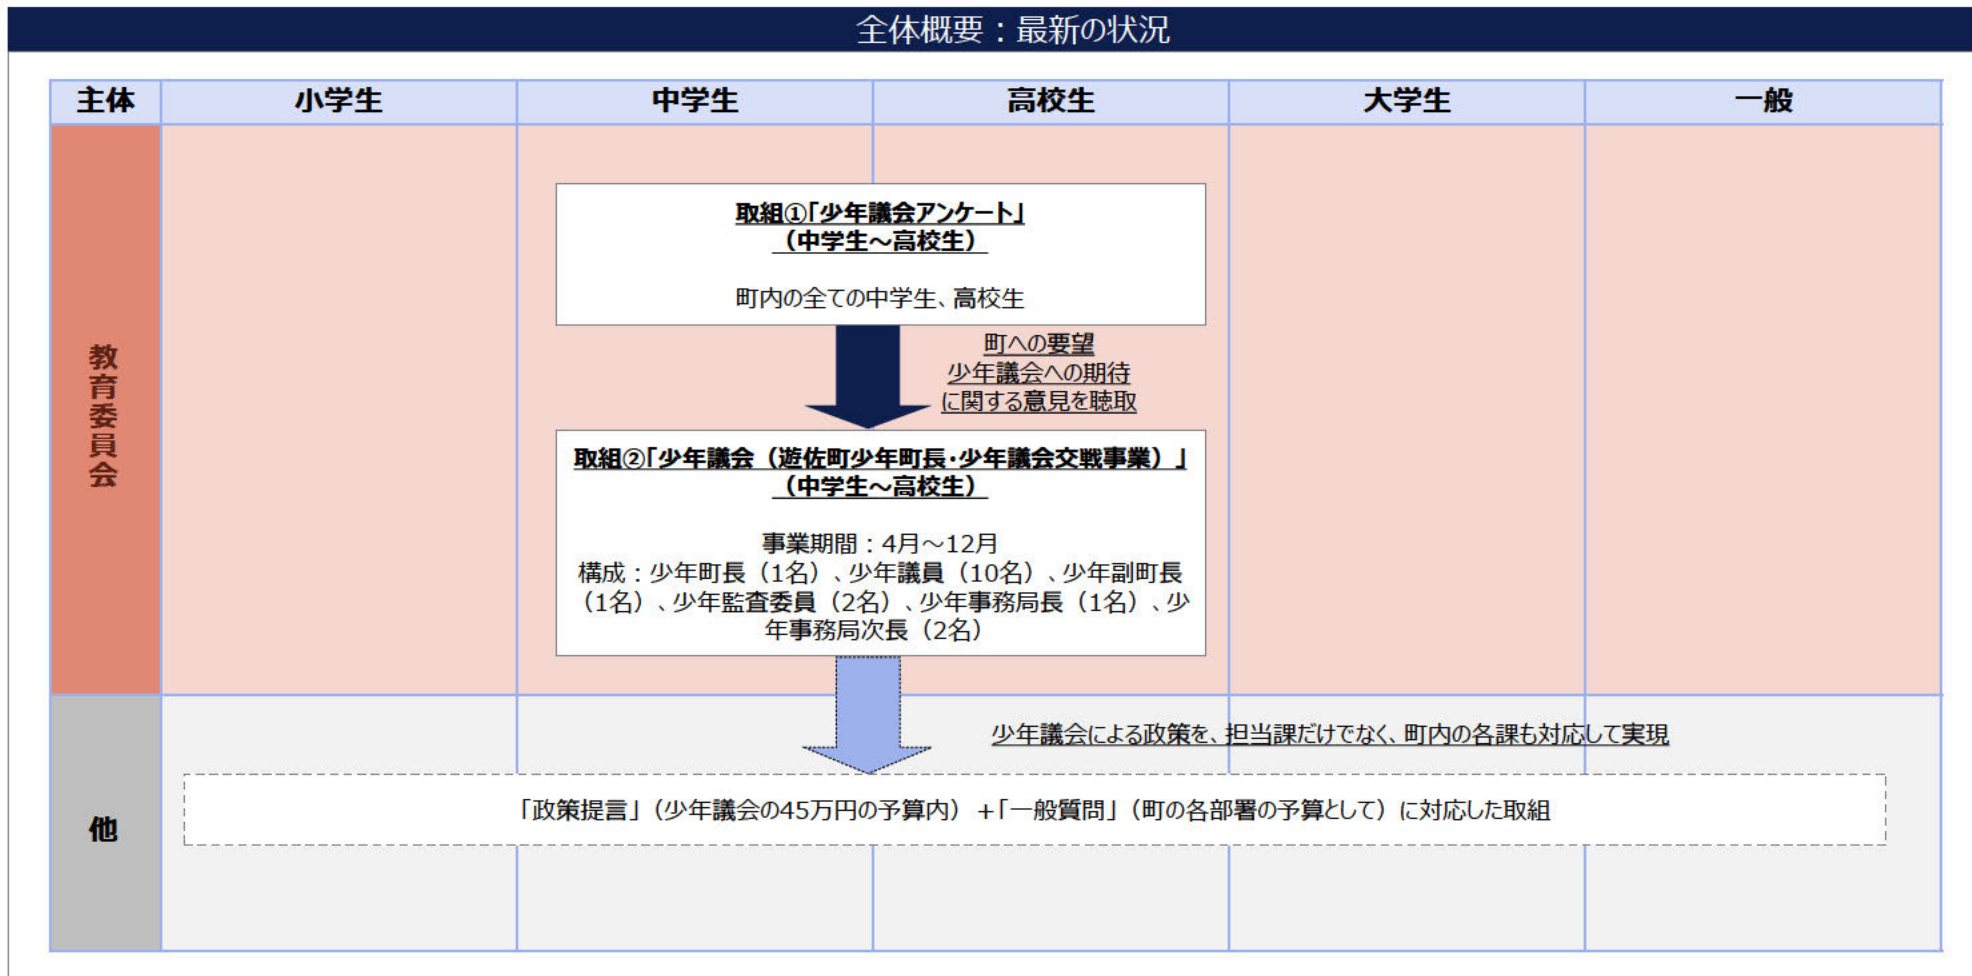 全体概要：最新の状況
主体
小学生
中学生
高校生
大学生
一般
教育委員会
取組①「少年議会アンケート」
（中学生～高校生）
町内の全ての中学生、高校生
町への要望
少年議会への期待
に関する意見を聴取
取組②「少年議会（遊佐町少年町長・少年議会交戦事業）」
（中学生～高校生）
事業期間：4月～12月
構成：少年町長（1名）、少年議員（10名）、少年副町長
（1名）、少年監査委員（2名）、少年事務局長（1名）、少
年事務局次長（2名）
他
少年議会による政策を、担当課だけでなく、町内の各課も対応して実現
「政策提言」（少年議会の45万円の予算内）+「一般質問」（町の各部署の予算として）に対応した取組